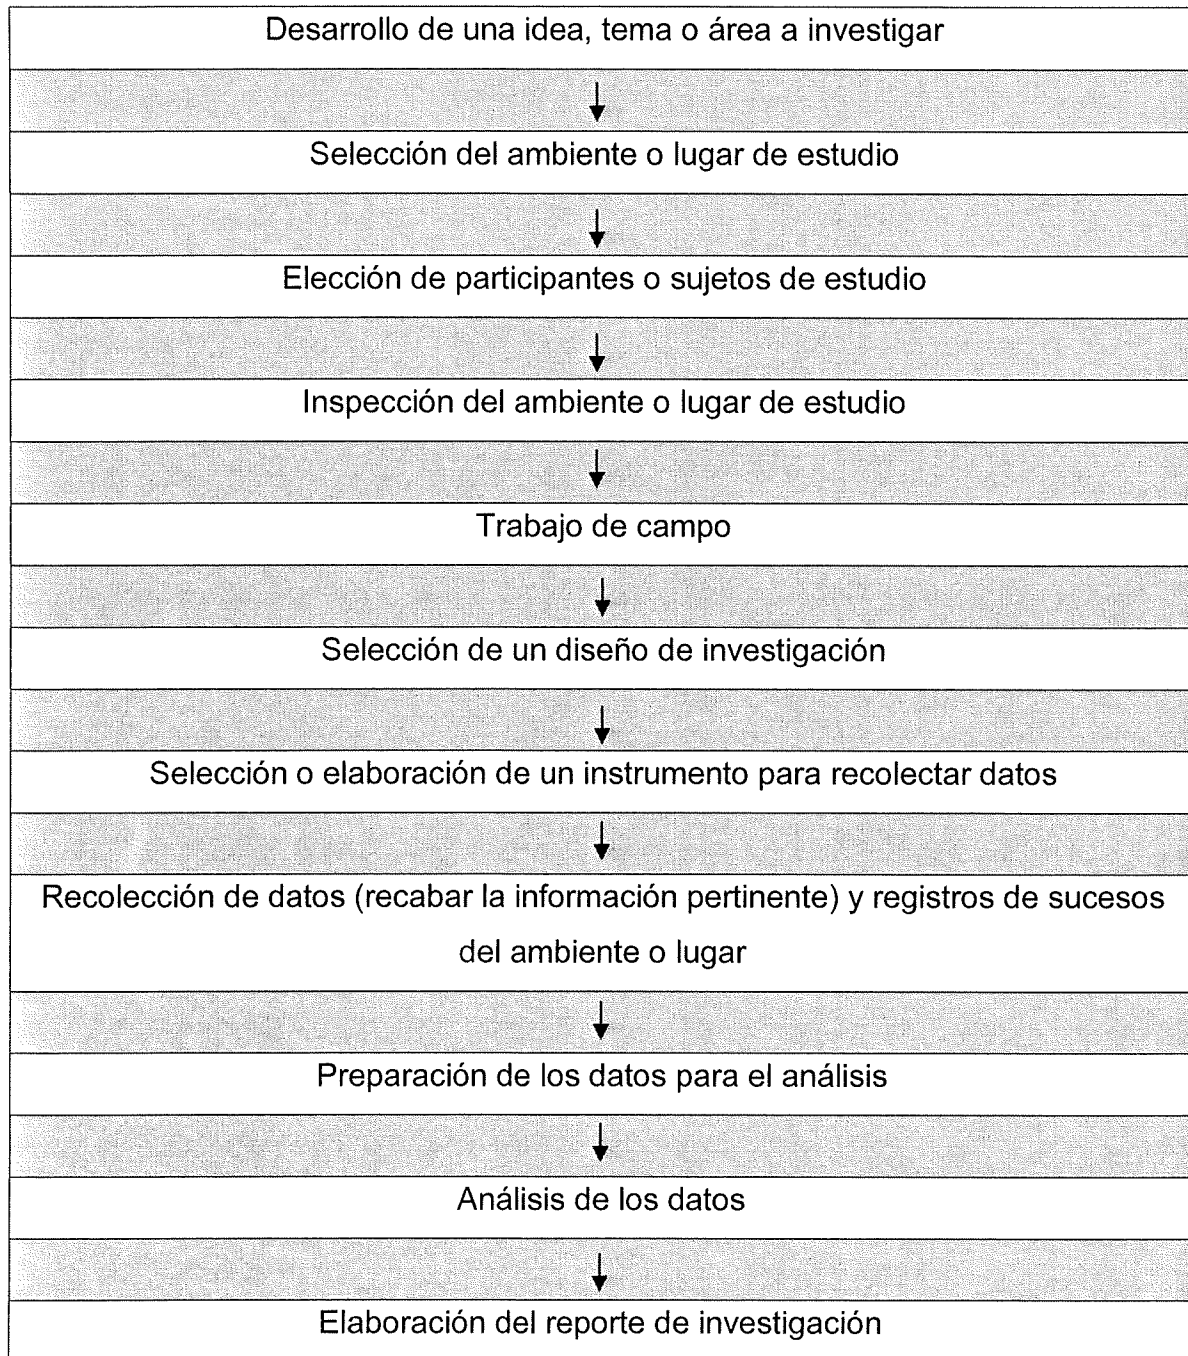 Desarrollo de una idea, tema o área a investigar
Selección del ambiente o lugar de estudio
Elección de participantes o sujetos de estudio
Inspección del ambiente o lugar de estudio
Trabajo de campo
Selección de un diseño de investigación
Selección o elaboración de un instrumento para recolectar datos
Recolección de datos (recabar la información pertinente) y registros de sucesos
del ambiente o lugar
Preparación de los datos para el análisis
Análisis de los datos
Elaboración del reporte de investigación